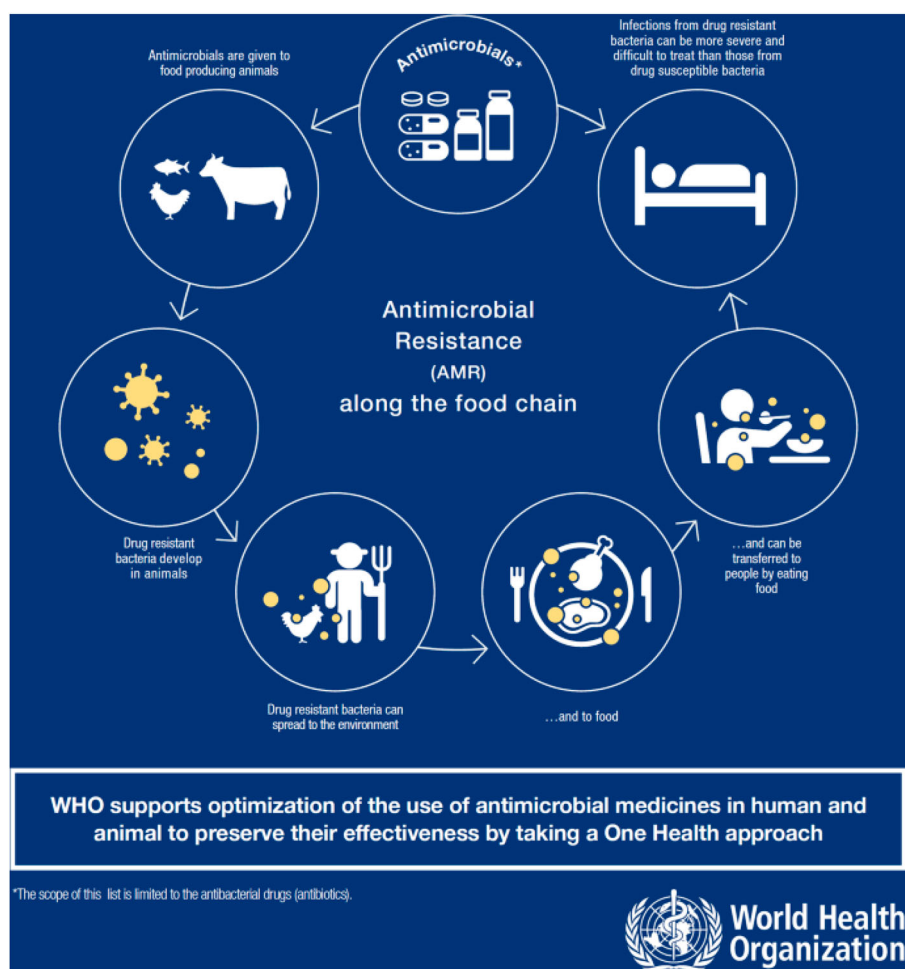 Antimicrobials*
Antimicrobials are given to
food producing animals
Infections from drug resistant
bacteria can be more severe and
difficult to treat than those from
drug susceptible bacteria
Antimicrobial
Resistance
(AMR)
along the food chain
Drug resistant
bacteria develop
in animals
Drug resistant bacteria can
spread to the environment
...and to food
...and can be
transferred to
people by eating
food
WHO supports optimization of the use of antimicrobial medicines in human and
animal to preserve their effectiveness by taking a One Health approach
*The scope of this list is limited to the antibacterial drugs (antibiotics).
World Health
Organization